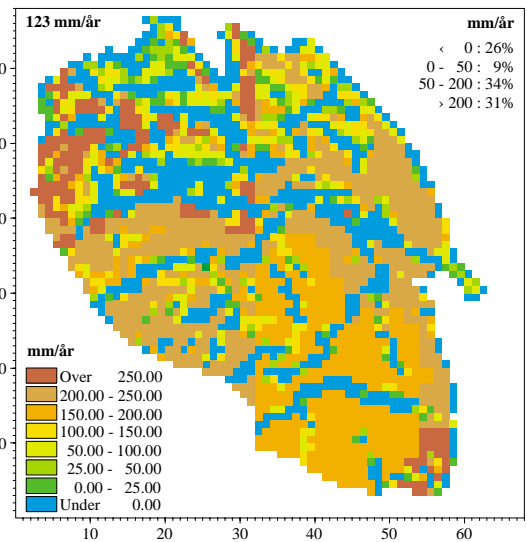 123 mm/år
mm/år
‹ 0 : 26%
0 - 50 : 9%
50 - 200 : 34%
› 200 : 31%
mm/år
Over 250.00
200.00 - 250.00
150.00 - 200.00
100.00 - 150.00
50.00 - 100.00
25.00 - 50.00
0.00 - 25.00
Under 0.00
10 20 30 40 50 60